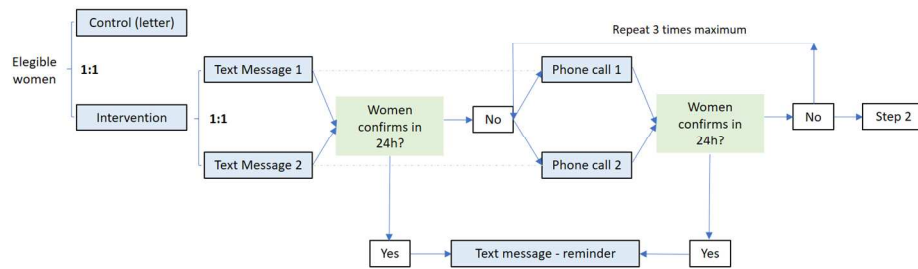 Control (letter)
Repeat 3 times maximum
Elegible
women
1:1
Text Message 1
Phone call 1
Intervention
1:1
Women
confirms in
24h?
No
Women
confirms in
24h?
No
Step 2
Text Message 2
Phone call 2
Yes
Text message - reminder
Yes